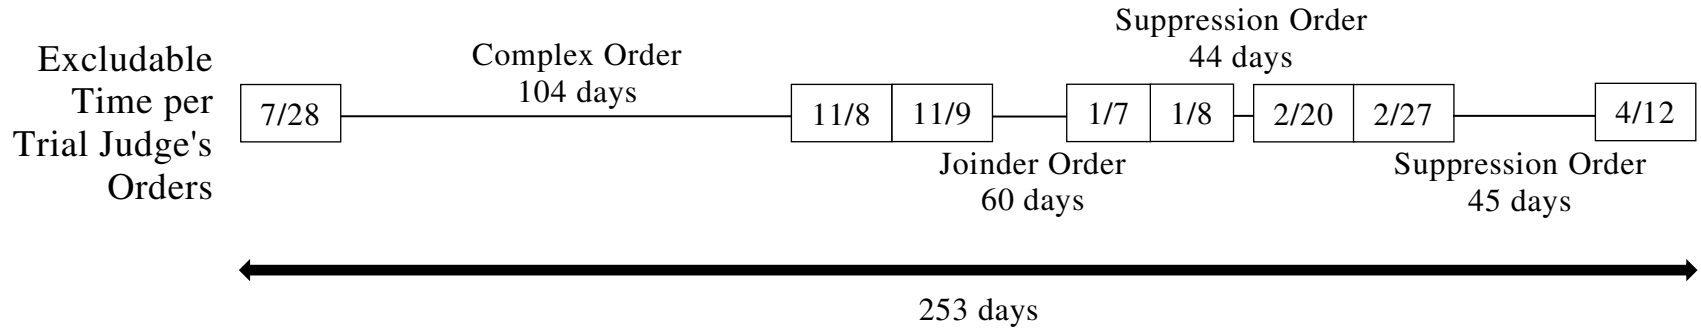 Excludable
Time per
Trial Judge's
Orders
Complex Order
104 days
Suppression Order
44 days
7/28
11/8
11/9
1/7
1/8
2/20
2/27
4/12
Joinder Order
60 days
Suppression Order
45 days
253 days